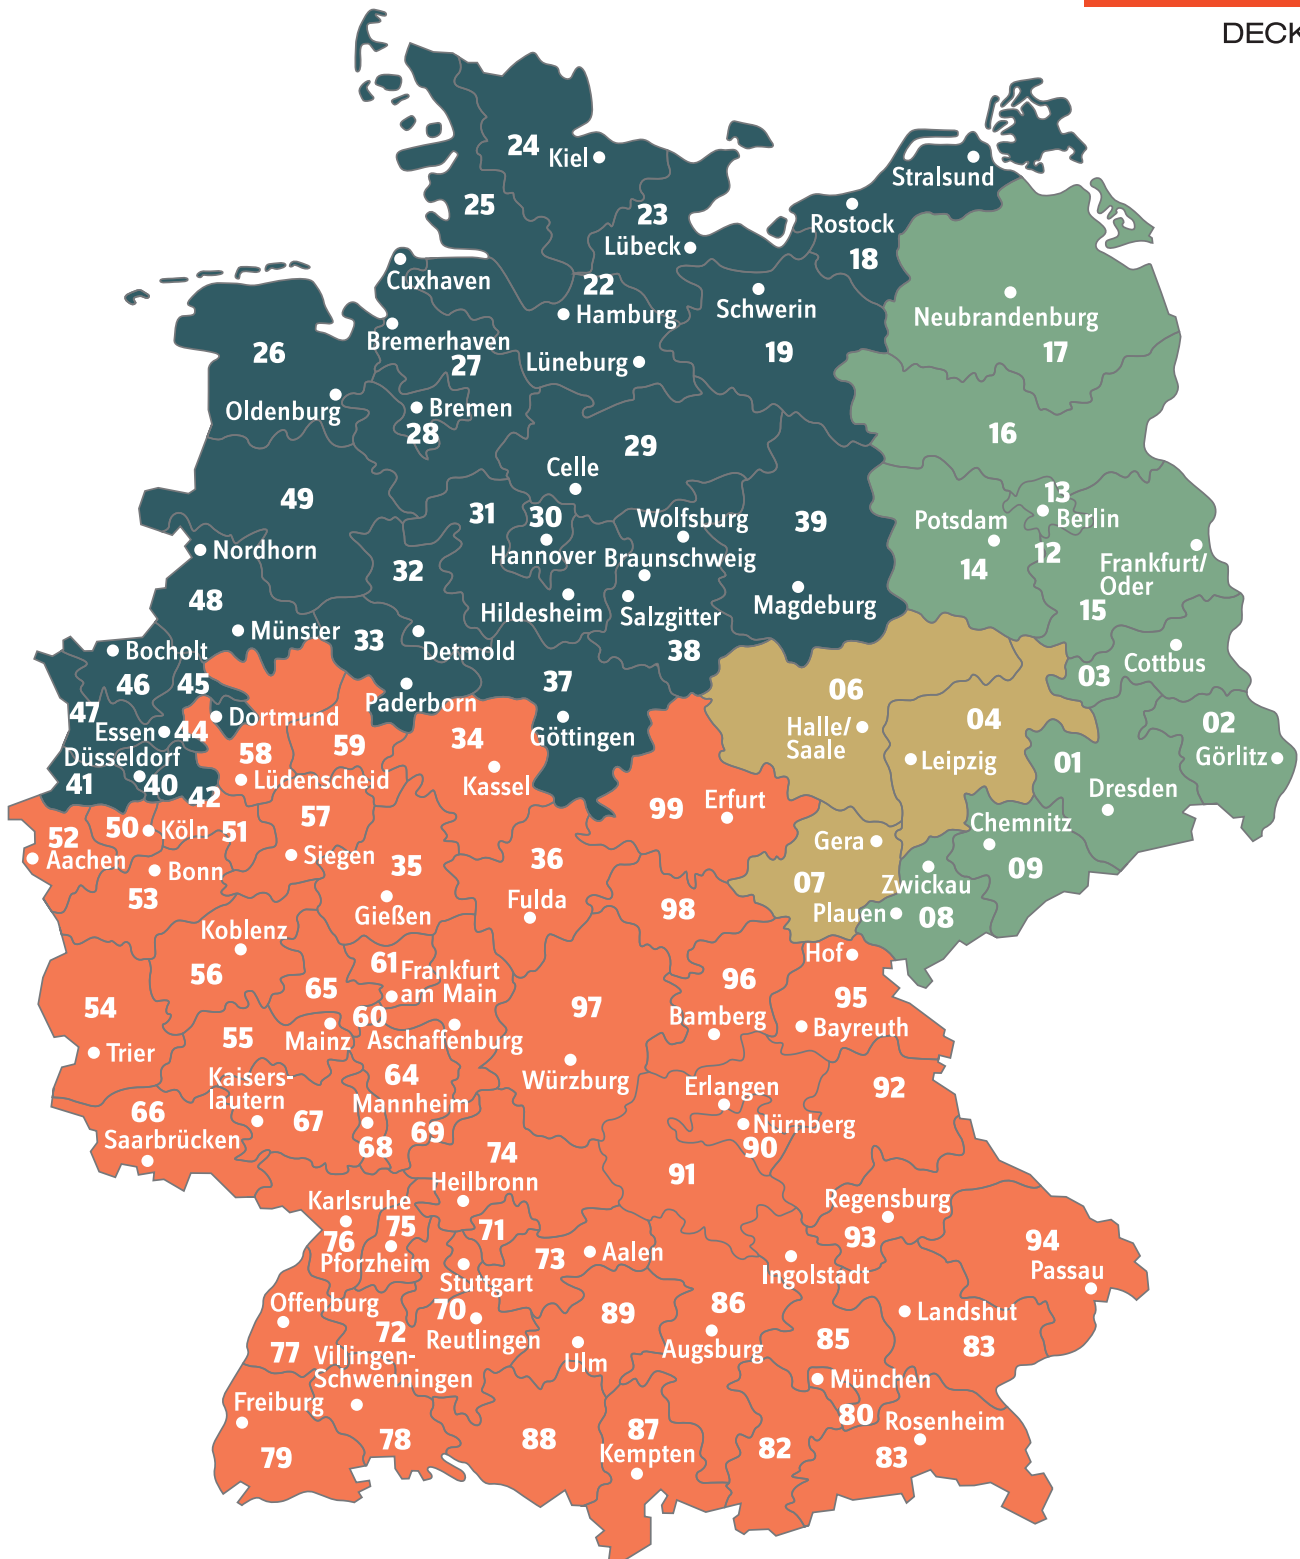 DECK
24
Kiel
Stralsund
25
23
Rostock
Lübeck
18
Cuxhaven
22
Schwerin
Hamburg
Neubrandenburg
Bremerhaven
26
27
Lüneburg
19
17
Oldenburg
Bremen
28
29
16
Celle
49
31
30
Wolfsburg
39
13
Potsdam
Berlin
Nordhorn
Hannover
Braunschweig
12
32
14
Frankfurt/
Oder
48
Hildesheim
Salzgitter
Magdeburg
15
Münster
33
Detmold
38
Bocholt
03
Cottbus
46
45
37
06
47
Paderborn
04
02
Essen
44
Dortmund
34
Göttingen
Halle/
Saale
Düsseldorf
58
59
Leipzig
01
Görlitz
41
40
42
Lüdenscheid
Kassel
Dresden
99
Erfurt
52
50
Köln
51
57
Chemnitz
Aachen
Siegen
Gera
Bonn
35
36
09
53
07
Zwickau
Gießen
Fulda
98
Plauen
08
Koblenz
Hof
56
61
Frankfurt
am Main
96
65
95
54
60
97
Bamberg
55
Mainz
Aschaffenburg
Bayreuth
Trier
Kaisers-
lautern
64
Würzburg
Erlangen
92
66
67
Mannheim
Nürnberg
Saarbrücken
68
69
74
90
91
Heilbronn
Karlsruhe
Regensburg
75
71
76
93
94
Pforzheim
73
Aalen
Ingolstadt
Passau
Stuttgart
Offenburg
70
89
86
Landshut
72
Reutlingen
85
83
77
Villingen-
Schwenningen
Ulm
Augsburg
München
Freiburg
80
Rosenheim
78
88
87
82
79
Kempten
83